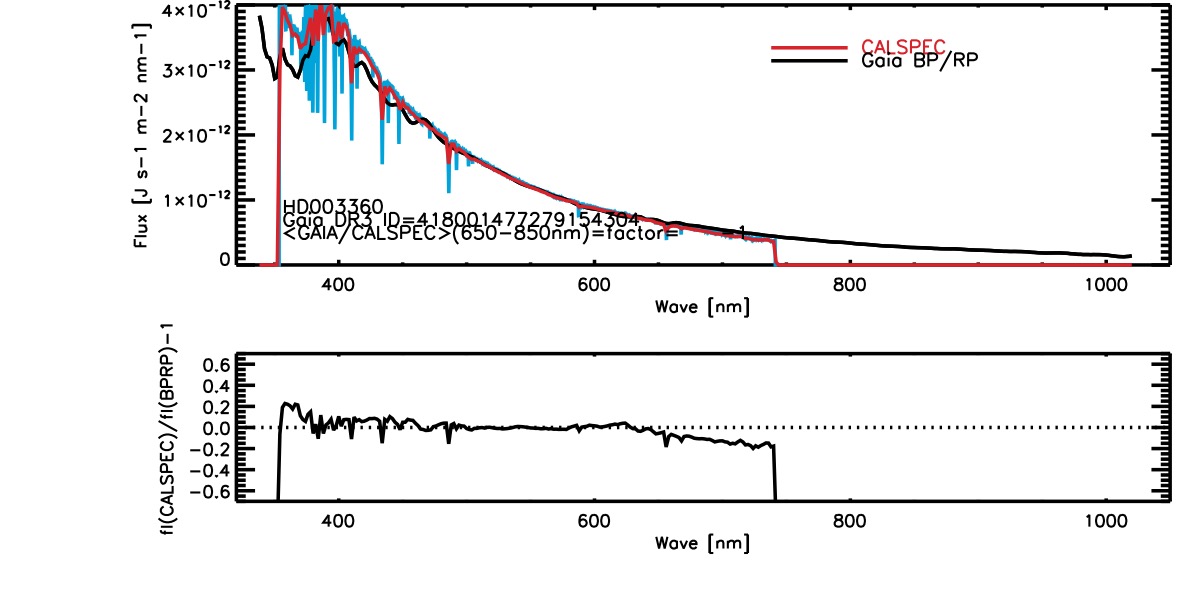 4×10−12
3×10−12
2×10−12
1×10−12
0
Flux [J s−1 m−2 nm−1]
CALSPEC
Gaia BP/RP
HD003360
Gaia DR3 ID=418001477279154304
<GAIA/CALSPEC>(650−850nm)=factor= −1
400 600 800 1000
Wave [nm]
fl(CALSPEC)/fl(BPRP)−1
0.6
0.4
0.2
0.0
−0.2
−0.4
−0.6
400 600 800 1000
Wave [nm]